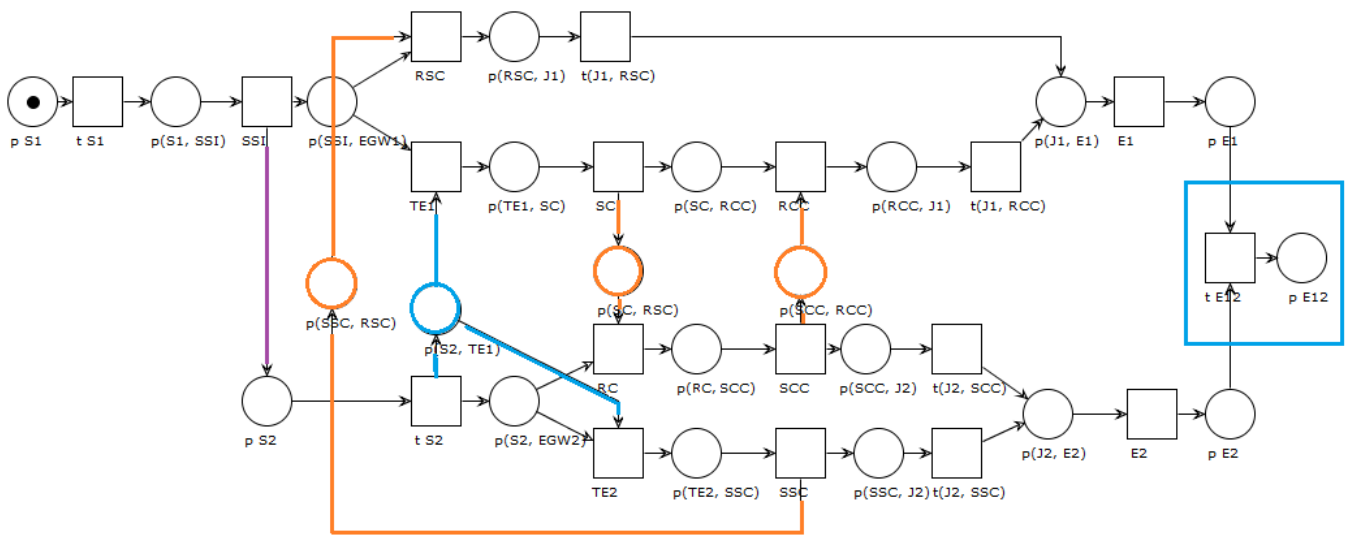 RSC
p(RSC, J1)
t(J1, RSC)
p S1
t S1
p(S1, SSI)
SSI
p(SSI, EGW1)
p(J1, E1)
E1
p E1
TE1
p(TE1, SC)
SC
p(SC, RCC)
RCC
p(RCC, J1)
t(J1, RCC)
t E12
p E12
p(SSC, RSC)
p(SC, RSC)
p(SCC, RCC)
p(S2, TE1)
RC
p(RC, SCC)
SCC
p(SCC, J2)
t(J2, SCC)
p S2
t S2
p(S2, EGW2)
p(J2, E2)
E2
p E2
TE2
p(TE2, SSC)
SSC
p(SSC, J2)
t(J2, SSC)